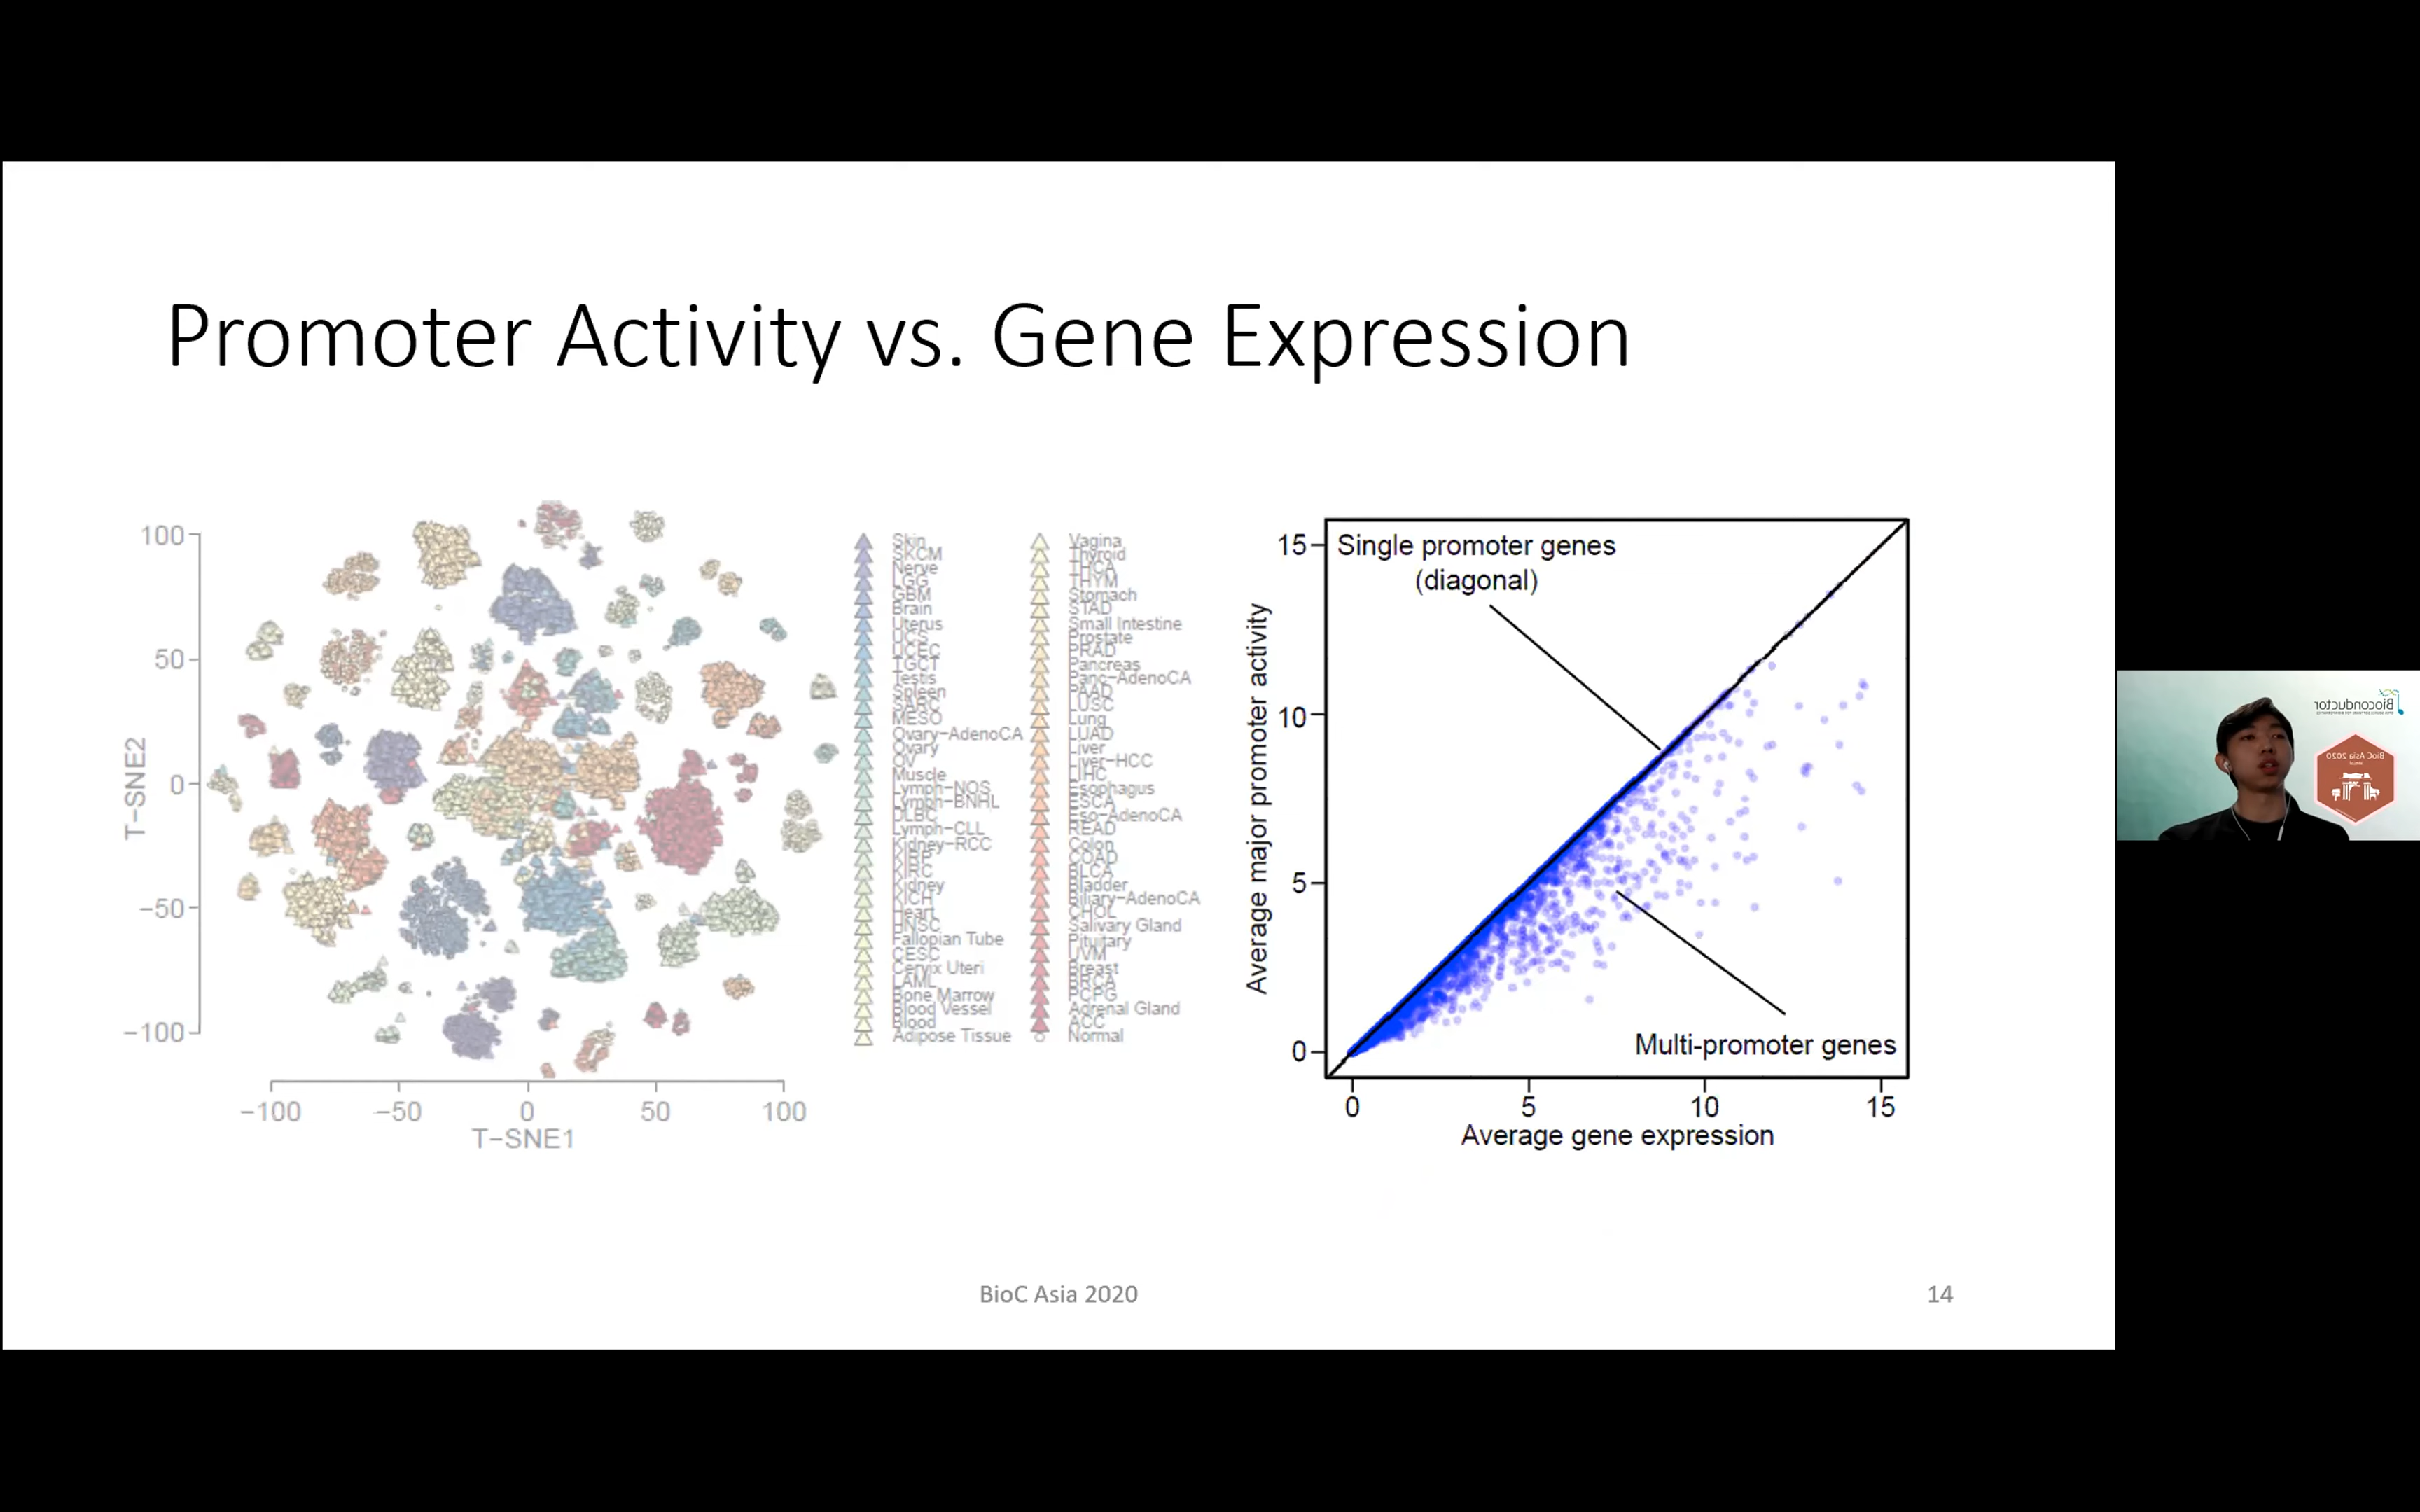 Promoter Activity vs. Gene Expression
100
50
0
−50
−100
T−SNE2
−100
−50
0
50
100
T−SNE1
Skin
SKCM
Nerve
LGG
GBM
Brain
Uterus
UCS
UCEC
TGCT
Testis
Spleen
SARC
MESO
Ovary−AdenoCA
Ovary
OV
Muscle
Lymph−NOS
Lymph−BNHL
DLBC
Lymph−CLL
Kidney−RCC
KIRP
KIRC
Kidney
KICH
Heart
HNSC
Fallopian Tube
CESC
Cervix Uteri
LAML
Bone Marrow
Blood Vessel
Blood
Adipose Tissue
Vagina
Thyroid
THCA
THYM
Stomach
STAD
Small Intestine
Prostate
PRAD
Pancreas
Panc−AdenoCA
PAAD
LUSC
Lung
LUAD
Liver
Liver−HCC
LIHC
Esophagus
ESCA
Eso−AdenoCA
READ
Colon
COAD
BLCA
Bladder
Biliary−AdenoCA
CHOL
Salivary Gland
Pituitary
UVM
Breast
BRCA
PCPG
Adrenal Gland
ACC
Normal
15
10
5
0
Average major promoter activity
Single promoter genes
(diagonal)
Multi-promoter genes
0
5
10
15
Average gene expression
BioC Asia 2020
14
Bioconductor
BioC Asia 2020